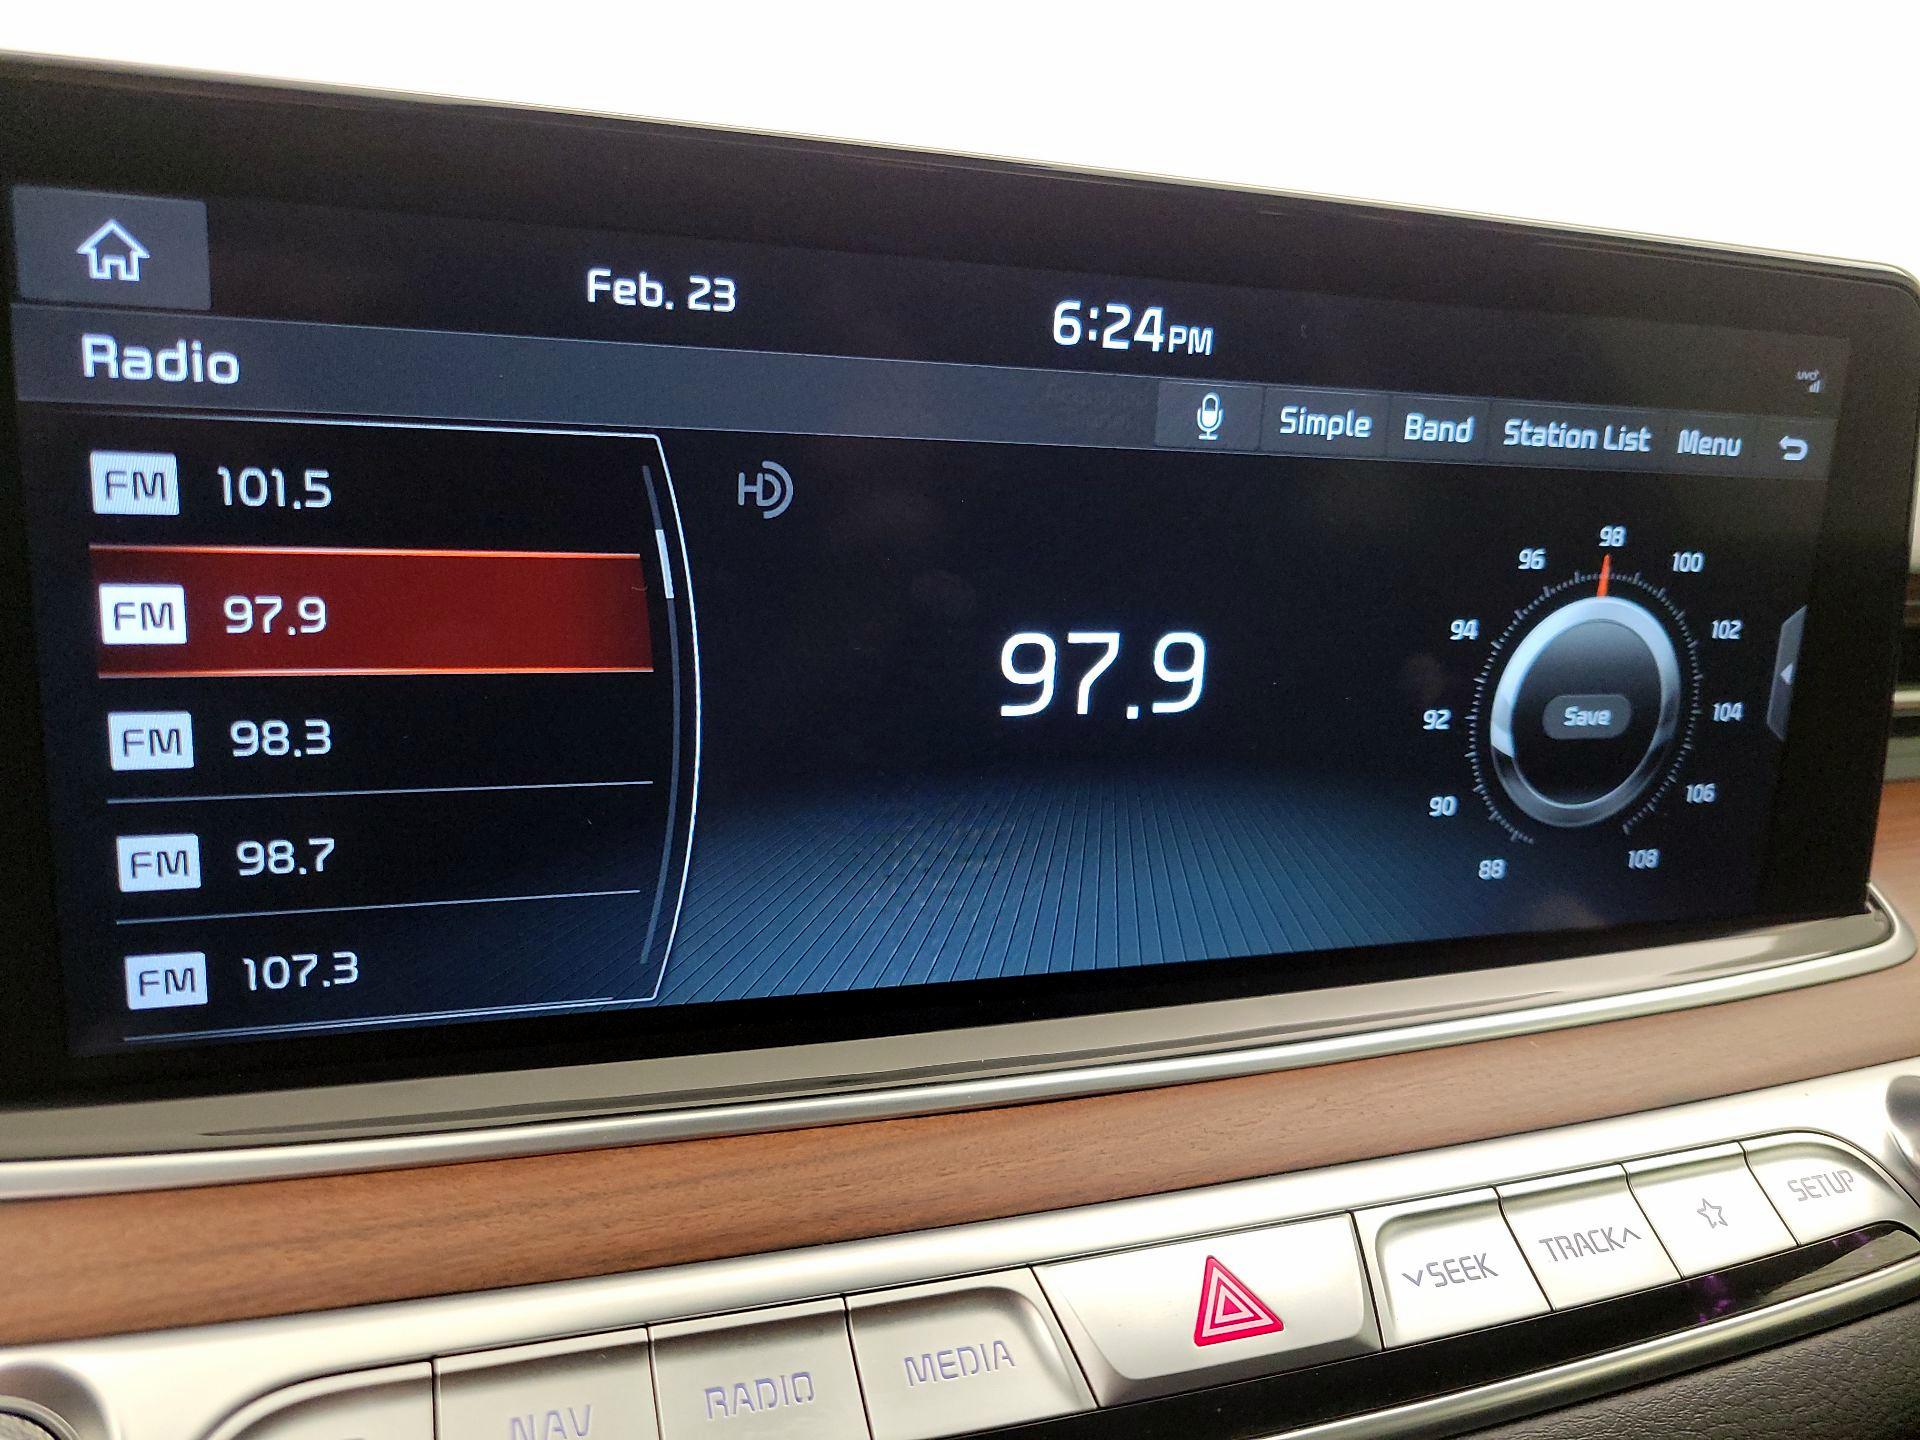 Feb. 23
6:24PM
uvo
Radio
Simple
Band
Station List
Menu
FM 101.5
FM 97.9
FM 98.3
FM 98.7
FM 107.3
HD
97.9
88
90
92
94
96
98
100
102
104
106
108
Save
NAV
RADIO
MEDIA
SEEK
TRACK
SETUP